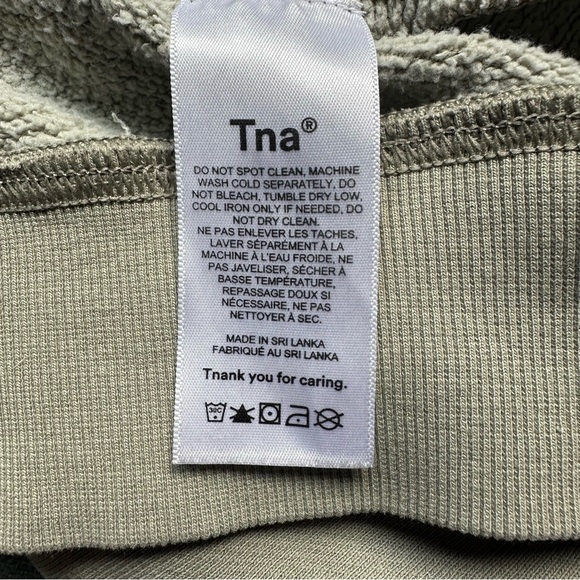 Tna®
DO NOT SPOT CLEAN, MACHINE
WASH COLD SEPARATELY, DO
NOT BLEACH, TUMBLE DRY LOW,
COOL IRON ONLY IF NEEDED, DO
NOT DRY CLEAN.
NE PAS ENLEVER LES TACHES,
LAVER SÉPARÉMENT À LA
MACHINE À L'EAU FROIDE, NE
PAS JAVELISER, SÉCHER À
BASSE TEMPÉRATURE,
REPASSAGE DOUX SI
NÉCESSAIRE, NE PAS
NETTOYER À SEC.
MADE IN SRI LANKA
FABRIQUÉ AU SRI LANKA
Tnank you for caring.
30C